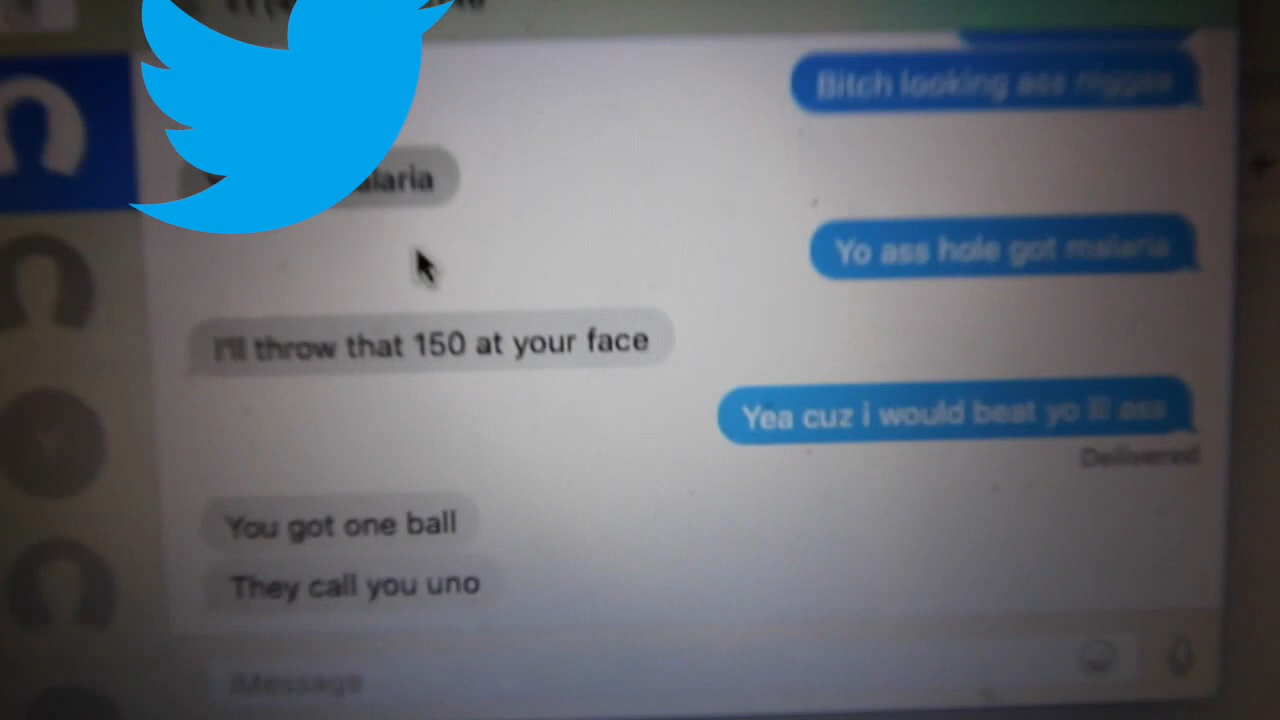 Bitch looking ass niggas
laria
Yo ass hole got malaria
I'll throw that 150 at your face
Yea cuz i would beat yo lil ass
Delivered
You got one ball
They call you uno
iMessage